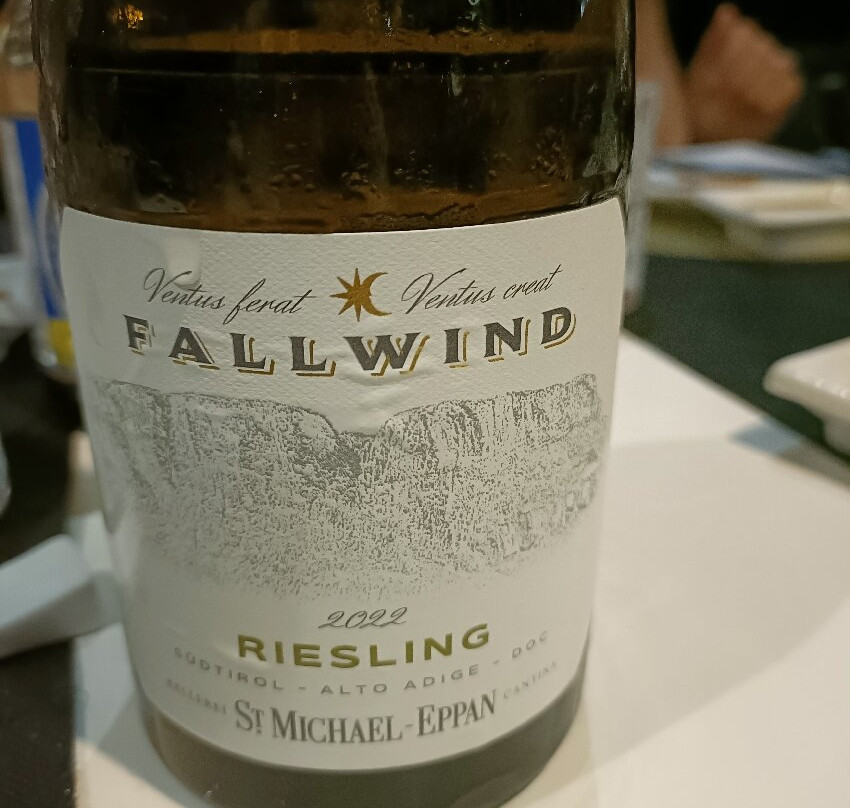 Ventus ferat Ventus creat
FALLWIND
2022
RIESLING
SÜDTIROL - ALTO ADIGE - DOC
KELLEREI ST MICHAEL-EPPAN CANTINA